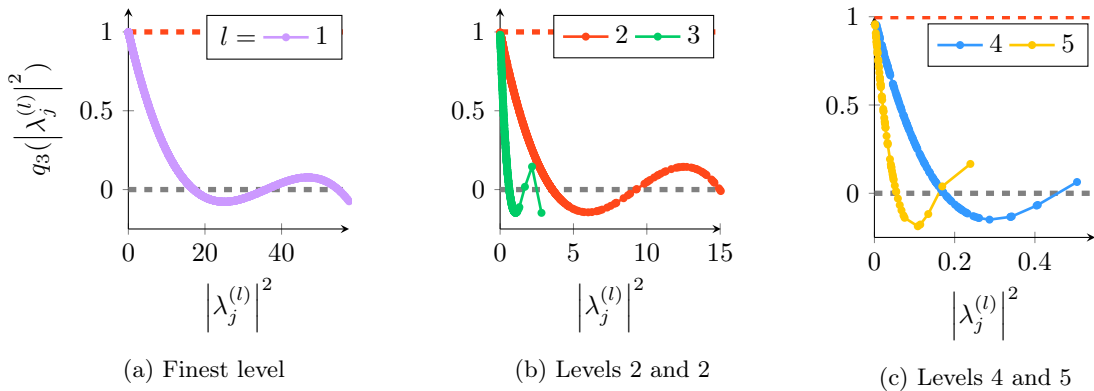 q₃(|λⱼ⁽ˡ⁾|²)
1
0.5
0
l = 1
0 20 40
|λⱼ⁽ˡ⁾|²
(a) Finest level
1
0.5
0
2 3
0 5 10 15
|λⱼ⁽ˡ⁾|²
(b) Levels 2 and 2
1
0.5
0
4 5
0 0.2 0.4
|λⱼ⁽ˡ⁾|²
(c) Levels 4 and 5